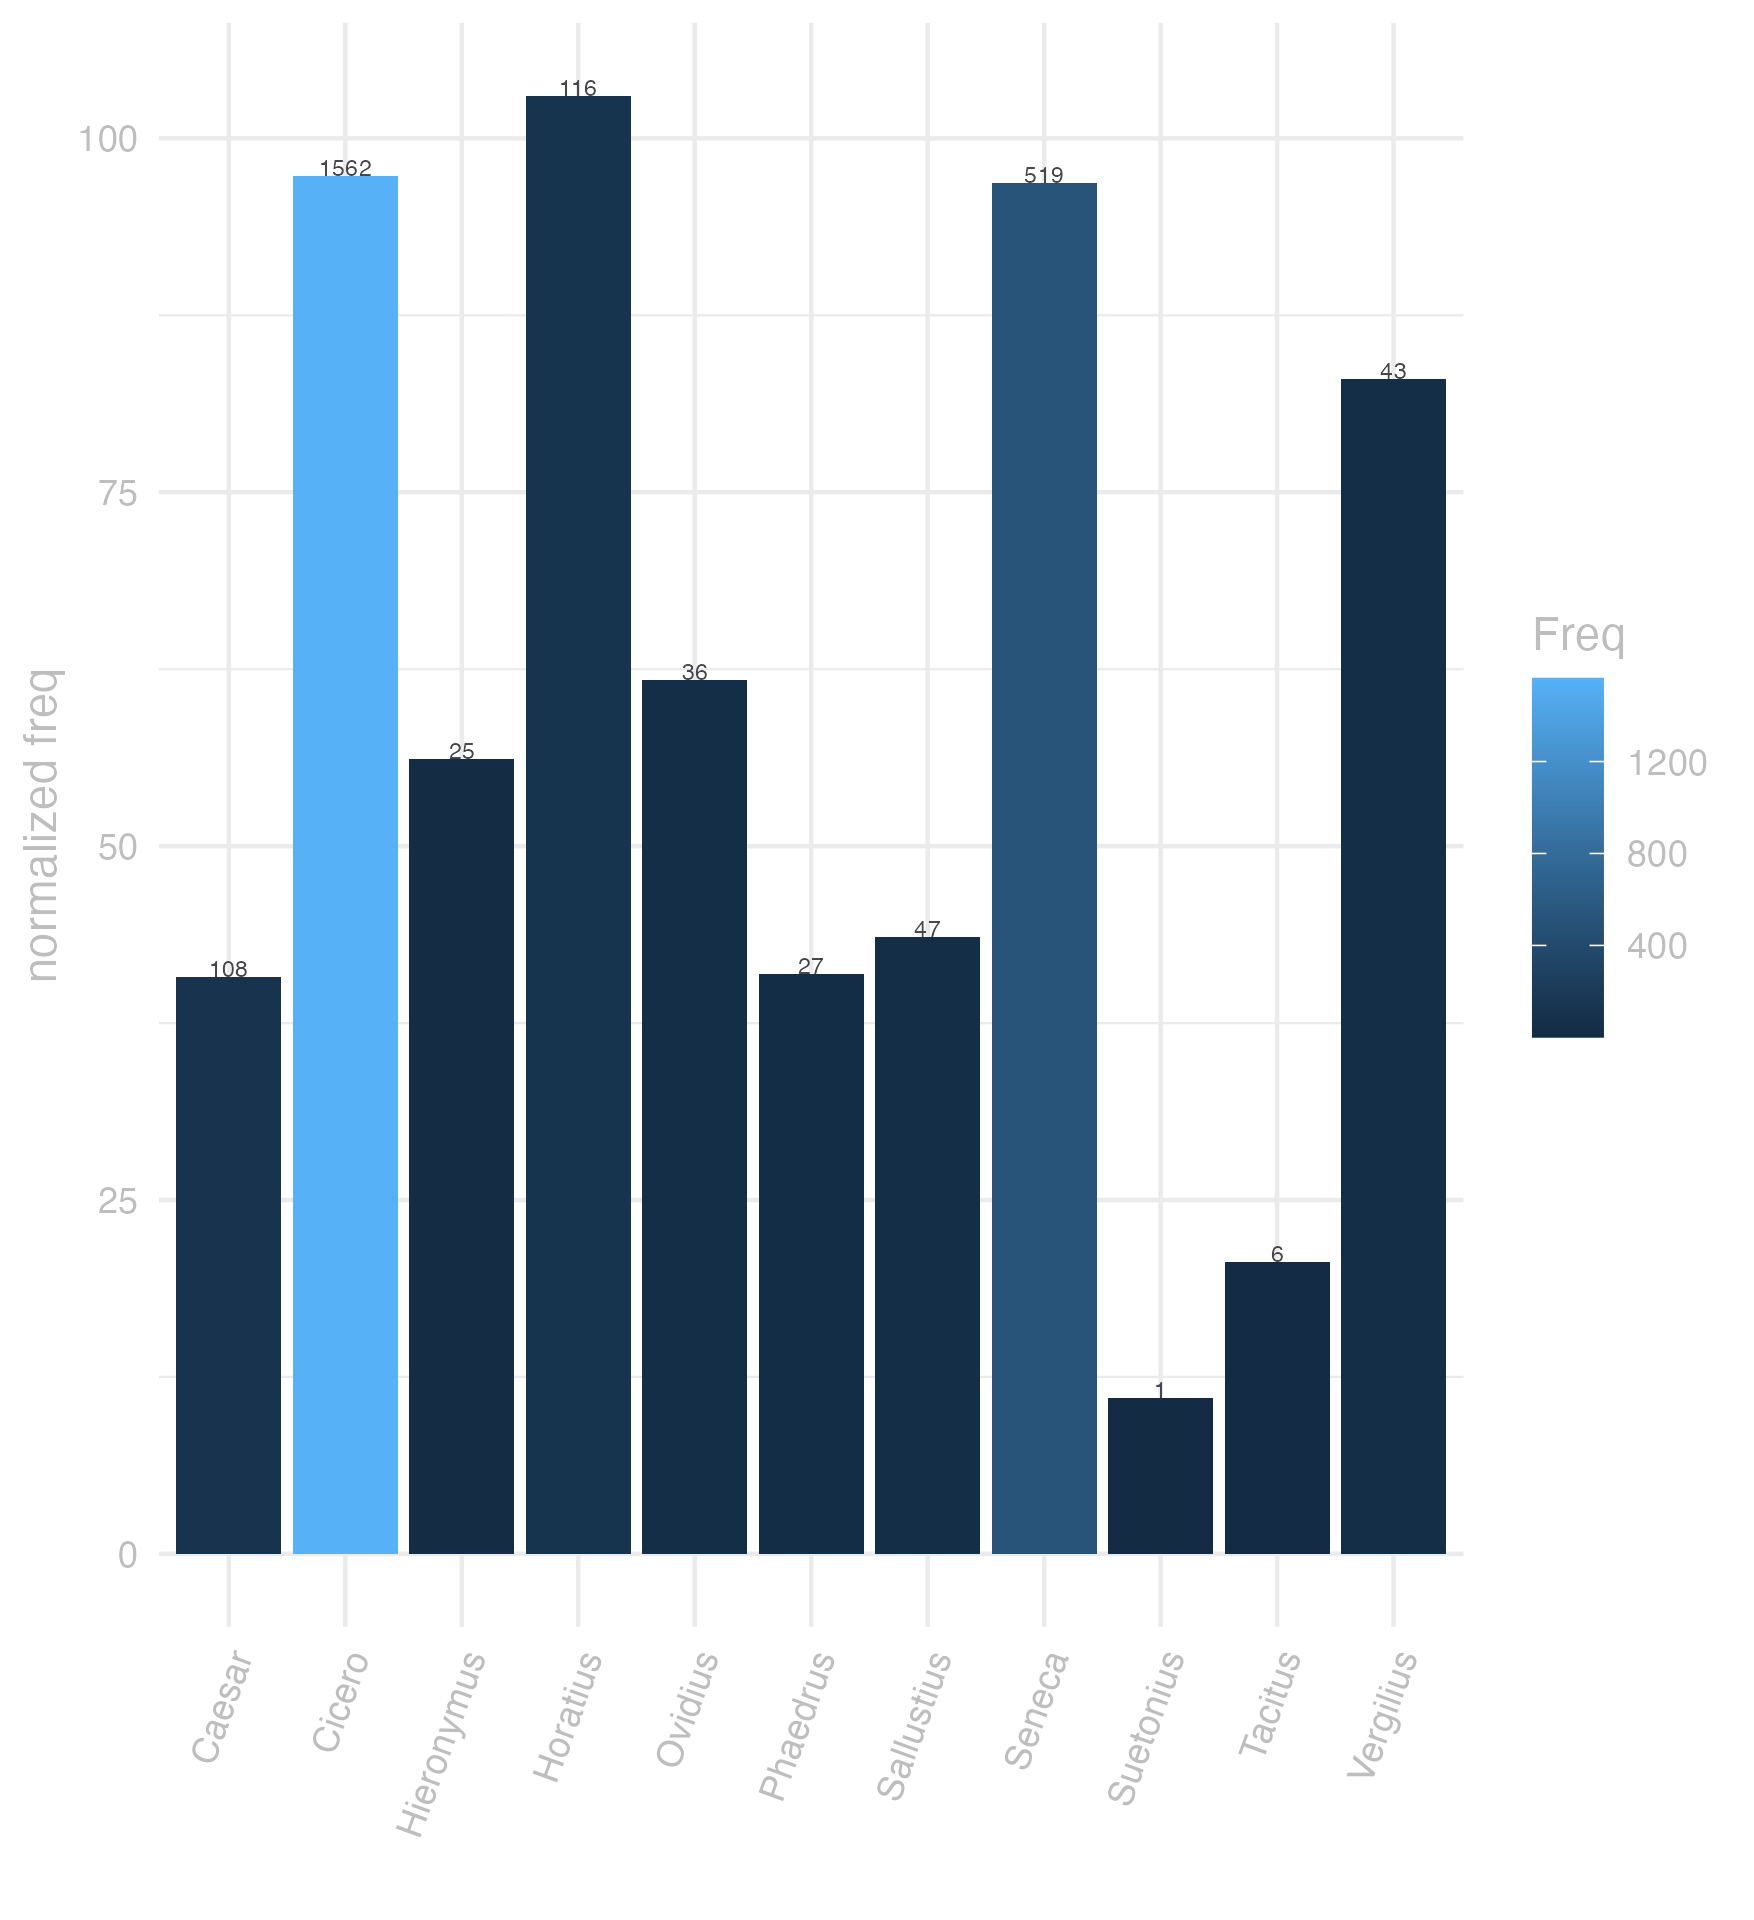 116
100
1562
519
43
75
36
Freq
25
1200
normalized freq
50
800
47
400
108
27
25
6
1
0
Caesar
Cicero
Hieronymus
Horatius
Ovidius
Phaedrus
Sallustius
Seneca
Suetonius
Tacitus
Vergilius